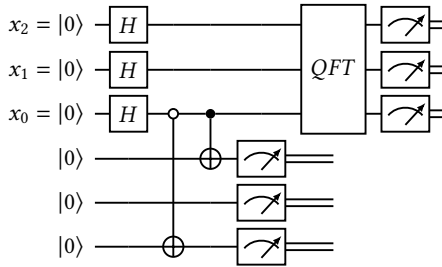 x₂ = |0⟩ H
x₁ = |0⟩ H QFT
x₀ = |0⟩ H
|0⟩
|0⟩
|0⟩